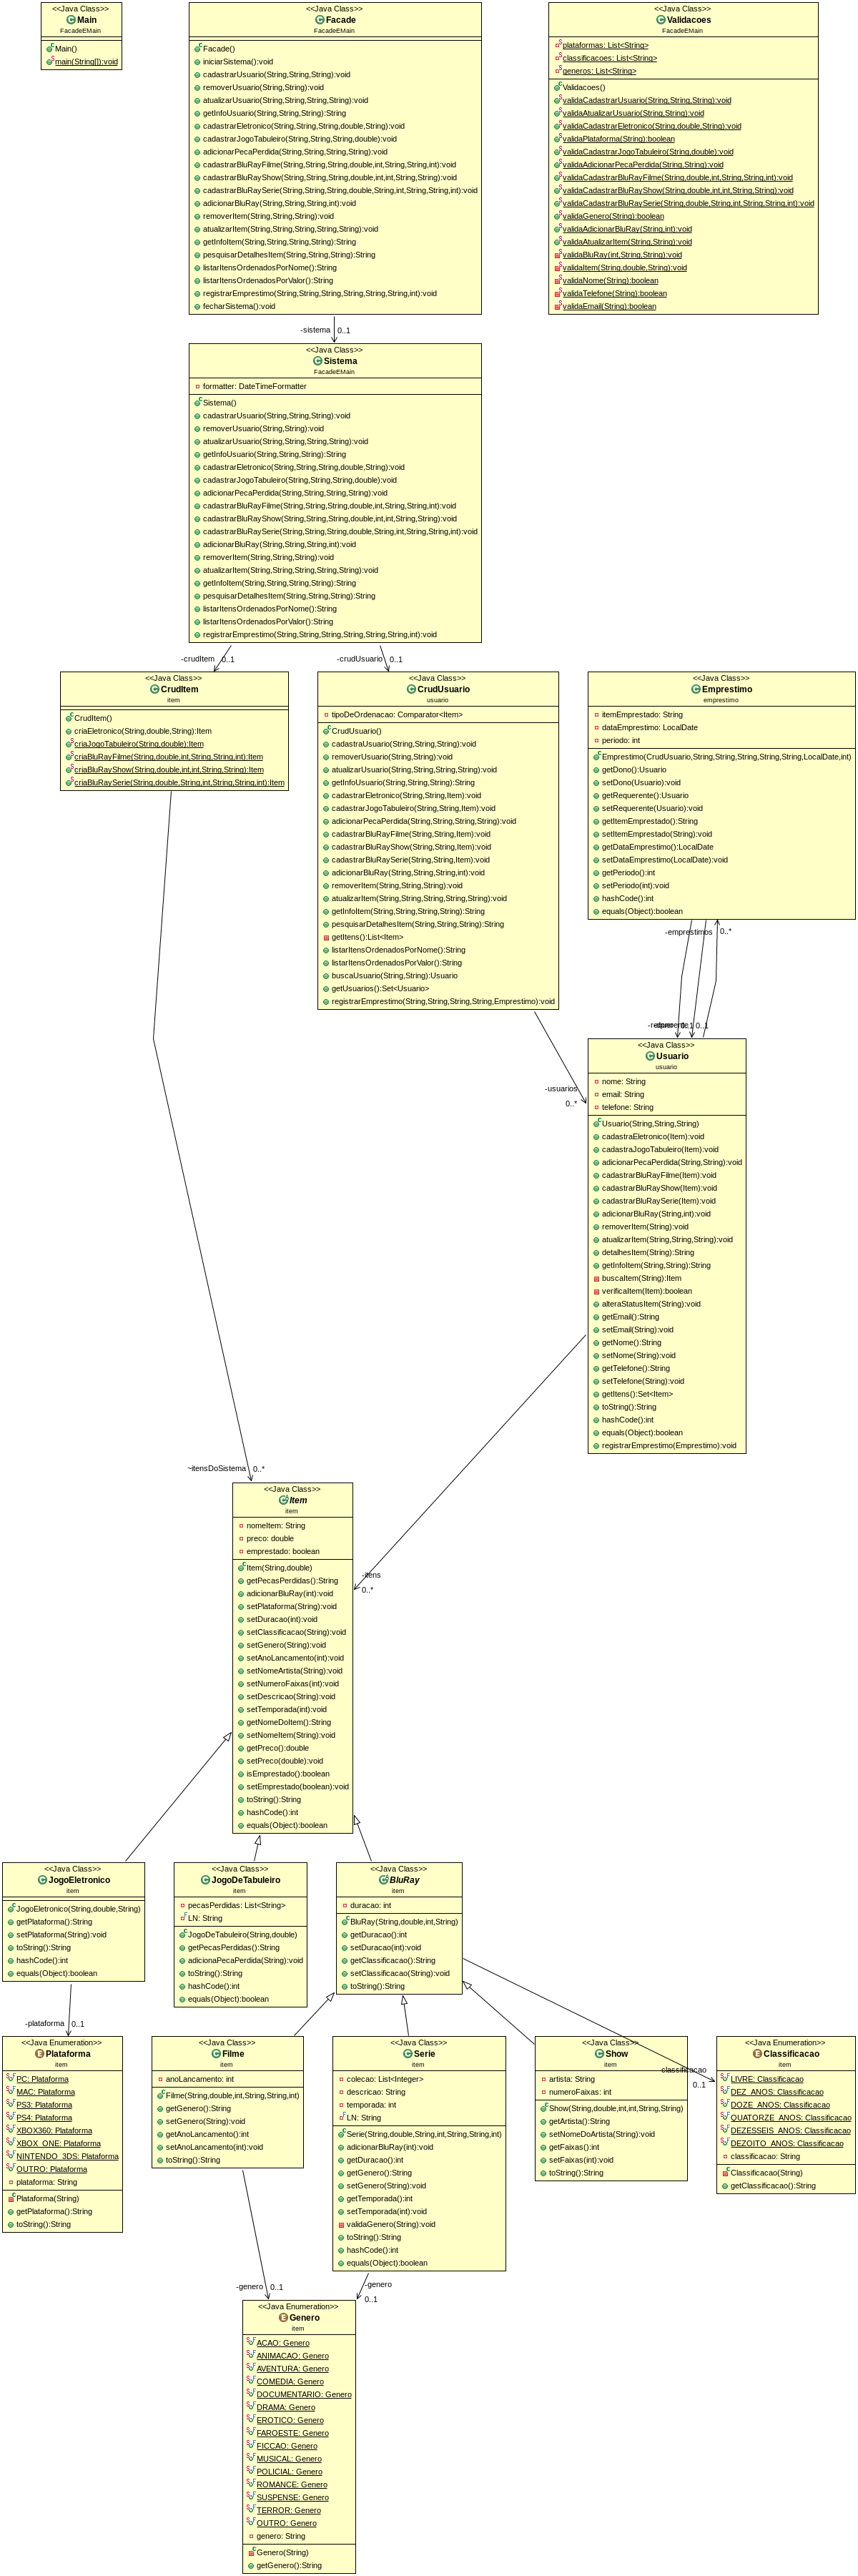 <<Java Class>>
Main
FacadeEMain
Main()
main(String[]):void
<<Java Class>>
Facade
FacadeEMain
Facade()
iniciarSistema():void
cadastrarUsuario(String,String,String):void
removerUsuario(String,String):void
atualizarUsuario(String,String,String,String):void
getInfoUsuario(String,String,String):String
cadastrarEletronico(String,String,String,double,String):void
cadastrarJogoTabuleiro(String,String,String,double):void
adicionarPecaPerdida(String,String,String,String):void
cadastrarBluRayFilme(String,String,String,double,int,String,String,int):void
cadastrarBluRayShow(String,String,String,double,int,int,String,String):void
cadastrarBluRaySerie(String,String,String,double,String,int,String,String,int):void
adicionarBluRay(String,String,String,int):void
removerItem(String,String,String):void
atualizarItem(String,String,String,String,String):void
getInfoItem(String,String,String,String):String
pesquisarDetalhesItem(String,String,String):String
listarItensOrdenadosPorNome():String
listarItensOrdenadosPorValor():String
registrarEmprestimo(String,String,String,String,String,String,int):void
fecharSistema():void
<<Java Class>>
Validacoes
FacadeEMain
plataformas: List<String>
classificacoes: List<String>
generos: List<String>
Validacoes()
validaCadastrarUsuario(String,String,String):void
validaAtualizarUsuario(String,String):void
validaCadastrarEletronico(String,double,String):void
validaPlataforma(String):boolean
validaCadastrarJogoTabuleiro(String,double):void
validaAdicionarPecaPerdida(String,String):void
validaCadastrarBluRayFilme(String,double,int,String,String,int):void
validaCadastrarBluRayShow(String,double,int,int,String,String):void
validaCadastrarBluRaySerie(String,double,String,int,String,String,int):void
validaGenero(String):boolean
validaAdicionarBluRay(String,int):void
validaAtualizarItem(String,String):void
validaBluRay(int,String,String):void
validaItem(String,double,String):void
validaNome(String):boolean
validaTelefone(String):boolean
validaEmail(String):boolean
-sistema 0..1
<<Java Class>>
Sistema
FacadeEMain
formatter: DateTimeFormatter
Sistema()
cadastrarUsuario(String,String,String):void
removerUsuario(String,String):void
atualizarUsuario(String,String,String,String):void
getInfoUsuario(String,String,String):String
cadastrarEletronico(String,String,String,double,String):void
cadastrarJogoTabuleiro(String,String,String,double):void
adicionarPecaPerdida(String,String,String,String):void
cadastrarBluRayFilme(String,String,String,double,int,String,String,int):void
cadastrarBluRayShow(String,String,String,double,int,int,String,String):void
cadastrarBluRaySerie(String,String,String,double,String,int,String,String,int):void
adicionarBluRay(String,String,String,int):void
removerItem(String,String,String):void
atualizarItem(String,String,String,String,String):void
getInfoItem(String,String,String,String):String
pesquisarDetalhesItem(String,String,String):String
listarItensOrdenadosPorNome():String
listarItensOrdenadosPorValor():String
registrarEmprestimo(String,String,String,String,String,String,int):void
-crudItem 0..1
-crudUsuario 0..1
<<Java Class>>
CrudItem
item
CrudItem()
criaEletronico(String,double,String):Item
criaJogoTabuleiro(String,double):Item
criaBluRayFilme(String,double,int,String,String,int):Item
criaBluRayShow(String,double,int,int,String,String):Item
criaBluRaySerie(String,double,String,int,String,String,int):Item
<<Java Class>>
CrudUsuario
usuario
tipoDeOrdenacao: Comparator<Item>
CrudUsuario()
cadastraUsuario(String,String,String):void
removerUsuario(String,String):void
atualizarUsuario(String,String,String,String):void
getInfoUsuario(String,String,String):String
cadastrarEletronico(String,String,Item):void
cadastrarJogoTabuleiro(String,String,Item):void
adicionarPecaPerdida(String,String,String,String):void
cadastrarBluRayFilme(String,String,Item):void
cadastrarBluRayShow(String,String,Item):void
cadastrarBluRaySerie(String,String,Item):void
adicionarBluRay(String,String,String,int):void
removerItem(String,String,String):void
atualizarItem(String,String,String,String,String):void
getInfoItem(String,String,String,String):String
pesquisarDetalhesItem(String,String,String):String
getItens():List<Item>
listarItensOrdenadosPorNome():String
listarItensOrdenadosPorValor():String
buscaUsuario(String,String):Usuario
getUsuarios():Set<Usuario>
registrarEmprestimo(String,String,String,String,Emprestimo):void
<<Java Class>>
Emprestimo
emprestimo
itemEmprestado: String
dataEmprestimo: LocalDate
periodo: int
Emprestimo(CrudUsuario,String,String,String,String,String,LocalDate,int)
getDono():Usuario
setDono(Usuario):void
getRequerente():Usuario
setRequerente(Usuario):void
getItemEmprestado():String
setItemEmprestado(String):void
getDataEmprestimo():LocalDate
setDataEmprestimo(LocalDate):void
getPeriodo():int
setPeriodo(int):void
hashCode():int
equals(Object):boolean
-emprestimos 0..*
0..1 0..1
-usuarios
0..*
<<Java Class>>
Usuario
usuario
nome: String
email: String
telefone: String
Usuario(String,String,String)
cadastraEletronico(Item):void
cadastraJogoTabuleiro(Item):void
adicionarPecaPerdida(String,String):void
cadastrarBluRayFilme(Item):void
cadastrarBluRayShow(Item):void
cadastrarBluRaySerie(Item):void
adicionarBluRay(String,int):void
removerItem(String):void
atualizarItem(String,String,String):void
detalhesItem(String):String
getInfoItem(String,String):String
buscaItem(String):Item
verificaItem(Item):boolean
alteraStatusItem(String):void
getEmail():String
setEmail(String):void
getNome():String
setNome(String):void
getTelefone():String
setTelefone(String):void
getItens():Set<Item>
toString():String
hashCode():int
equals(Object):boolean
registrarEmprestimo(Emprestimo):void
~itensDoSistema 0..*
-itens
0..*
<<Java Class>>
Item
item
nomeItem: String
preco: double
emprestado: boolean
Item(String,double)
getPecasPerdidas():String
adicionarBluRay(int):void
setPlataforma(String):void
setDuracao(int):void
setClassificacao(String):void
setGenero(String):void
setAnoLancamento(int):void
setNomeArtista(String):void
setNumeroFaixas(int):void
setDescricao(String):void
setTemporada(int):void
getNomeDoItem():String
setNomeItem(String):void
getPreco():double
setPreco(double):void
isEmprestado():boolean
setEmprestado(boolean):void
toString():String
hashCode():int
equals(Object):boolean
<<Java Class>>
JogoEletronico
item
JogoEletronico(String,double,String)
getPlataforma():String
setPlataforma(String):void
toString():String
hashCode():int
equals(Object):boolean
<<Java Class>>
JogoDeTabuleiro
item
pecasPerdidas: List<String>
LN: String
JogoDeTabuleiro(String,double)
getPecasPerdidas():String
adicionaPecaPerdida(String):void
toString():String
hashCode():int
equals(Object):boolean
<<Java Class>>
BluRay
item
duracao: int
BluRay(String,double,int,String)
getDuracao():int
setDuracao(int):void
getClassificacao():String
setClassificacao(String):void
toString():String
-plataforma 0..1
classificacao
0..1
<<Java Enumeration>>
Plataforma
item
PC: Plataforma
MAC: Plataforma
PS3: Plataforma
PS4: Plataforma
XBOX360: Plataforma
XBOX_ONE: Plataforma
NINTENDO_3DS: Plataforma
OUTRO: Plataforma
plataforma: String
Plataforma(String)
getPlataforma():String
toString():String
<<Java Class>>
Filme
item
anoLancamento: int
Filme(String,double,int,String,String,int)
getGenero():String
setGenero(String):void
getAnoLancamento():int
setAnoLancamento(int):void
toString():String
<<Java Class>>
Serie
item
colecao: List<Integer>
descricao: String
temporada: int
LN: String
Serie(String,double,String,int,String,String,int)
adicionarBluRay(int):void
getDuracao():int
getGenero():String
setGenero(String):void
getTemporada():int
setTemporada(int):void
validaGenero(String):void
toString():String
hashCode():int
equals(Object):boolean
<<Java Class>>
Show
item
artista: String
numeroFaixas: int
Show(String,double,int,int,String,String)
getArtista():String
setNomeDoArtista(String):void
getFaixas():int
setFaixas(int):void
toString():String
<<Java Enumeration>>
Classificacao
item
LIVRE: Classificacao
DEZ_ANOS: Classificacao
DOZE_ANOS: Classificacao
QUATORZE_ANOS: Classificacao
DEZESSEIS_ANOS: Classificacao
DEZOITO_ANOS: Classificacao
classificacao: String
Classificacao(String)
getClassificacao():String
-genero 0..1
-genero
0..1
<<Java Enumeration>>
Genero
item
ACAO: Genero
ANIMACAO: Genero
AVENTURA: Genero
COMEDIA: Genero
DOCUMENTARIO: Genero
DRAMA: Genero
EROTICO: Genero
FAROESTE: Genero
FICCAO: Genero
MUSICAL: Genero
POLICIAL: Genero
ROMANCE: Genero
SUSPENSE: Genero
TERROR: Genero
OUTRO: Genero
genero: String
Genero(String)
getGenero():String